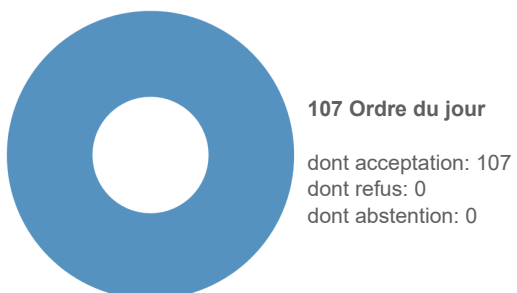 107 Ordre du jour
dont acceptation: 107
dont refus: 0
dont abstention: 0